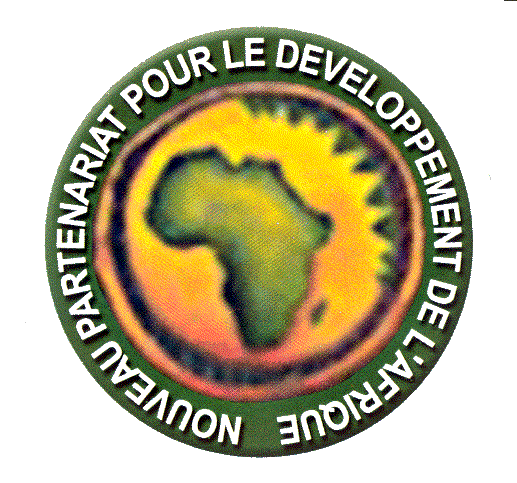 NOUVEAU PARTENARIAT POUR LE DEVELOPPEMENT DE L'AFRIQUE